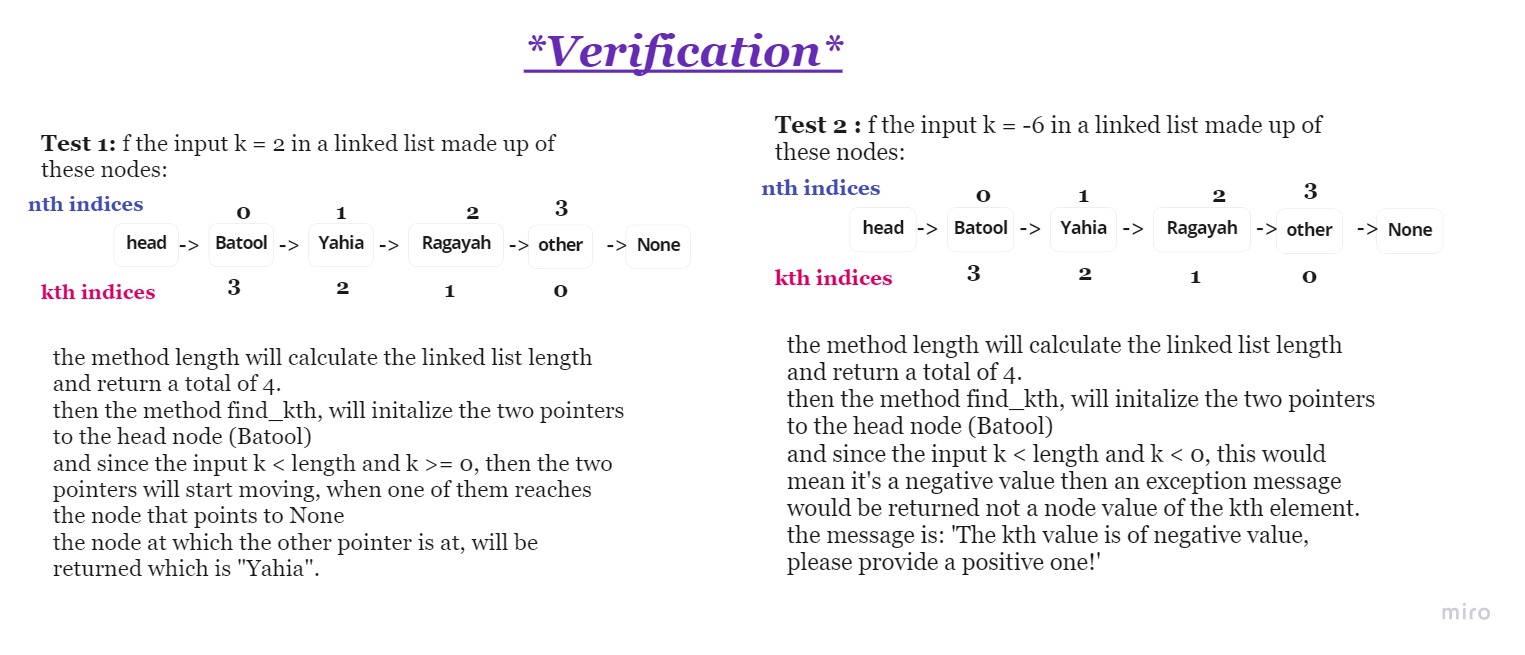 *Verification*
Test 1: f the input k = 2 in a linked list made up of
these nodes:
nth indices
0 1 2 3
head -> Batool -> Yahia -> Ragayah -> other -> None
kth indices
3 2 1 0
the method length will calculate the linked list length
and return a total of 4.
then the method find_kth, will initalize the two pointers
to the head node (Batool)
and since the input k < length and k >= 0, then the two
pointers will start moving, when one of them reaches
the node that points to None
the node at which the other pointer is at, will be
returned which is "Yahia".
Test 2 : f the input k = -6 in a linked list made up of
these nodes:
nth indices
0 1 2 3
head -> Batool -> Yahia -> Ragayah -> other -> None
kth indices
3 2 1 0
the method length will calculate the linked list length
and return a total of 4.
then the method find_kth, will initalize the two pointers
to the head node (Batool)
and since the input k < length and k < 0, this would
mean it's a negative value then an exception message
would be returned not a node value of the kth element.
the message is: 'The kth value is of negative value,
please provide a positive one!'
miro